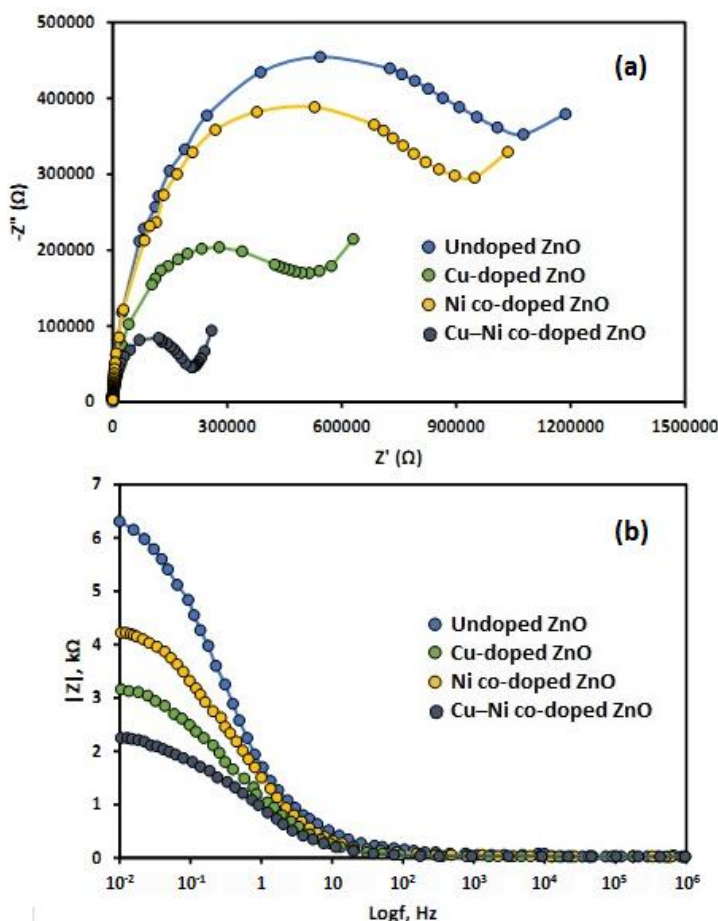 500000
(a)
400000
300000
-Z" (Ω)
200000
Undoped ZnO
Cu-doped ZnO
Ni co-doped ZnO
100000
Cu–Ni co-doped ZnO
0
0 300000 600000 900000 1200000 1500000
Z' (Ω)
7
(b)
6
5
Undoped ZnO
4
Cu-doped ZnO
|Z|, kΩ
Ni co-doped ZnO
3
Cu–Ni co-doped ZnO
2
1
0
10⁻² 10⁻¹ 1 10 10² 10³ 10⁴ 10⁵ 10⁶
Logf, Hz